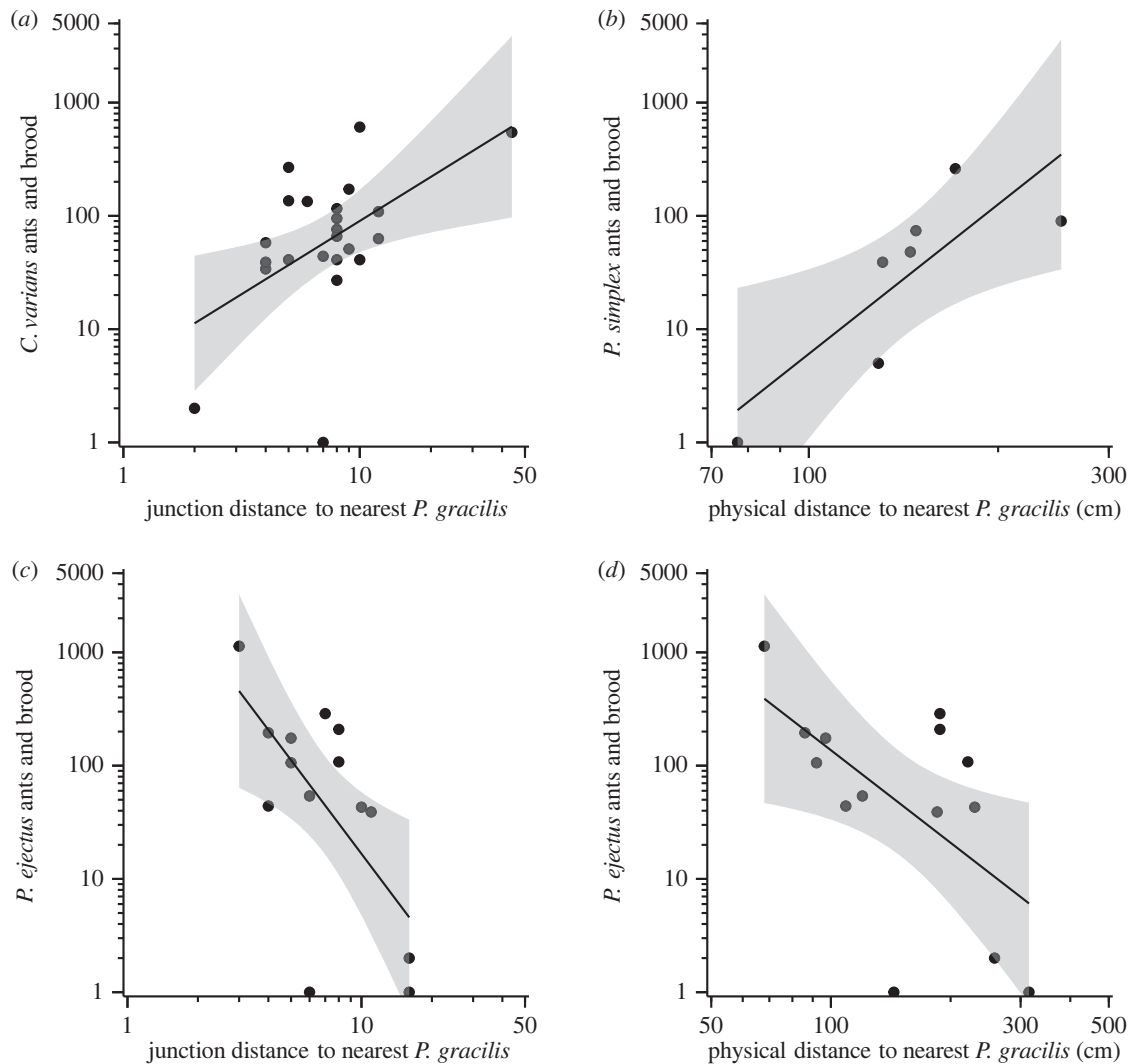 (a)
5000
1000
100
10
1
C. varians ants and brood
1
10
50
junction distance to nearest P. gracilis
(b)
5000
1000
100
10
1
P. simplex ants and brood
70
100
300
physical distance to nearest P. gracilis (cm)
(c)
5000
1000
100
10
1
P. ejectus ants and brood
1
10
50
junction distance to nearest P. gracilis
(d)
5000
1000
100
10
1
P. ejectus ants and brood
50
100
300
500
physical distance to nearest P. gracilis (cm)